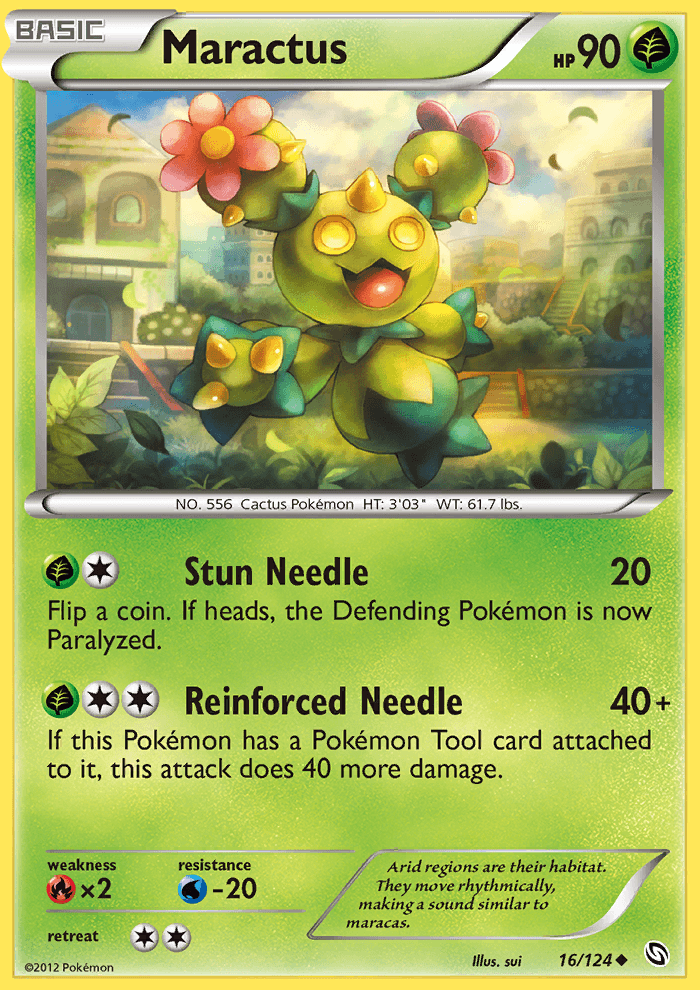 BASIC
Maractus
HP 90
NO. 556 Cactus Pokémon HT: 3'03" WT: 61.7 lbs.
Stun Needle 20
Flip a coin. If heads, the Defending Pokémon is now
Paralyzed.
Reinforced Needle 40+
If this Pokémon has a Pokémon Tool card attached
to it, this attack does 40 more damage.
weakness
×2
resistance
-20
retreat
Arid regions are their habitat.
They move rhythmically,
making a sound similar to
maracas.
©2012 Pokémon
Illus. sui
16/124